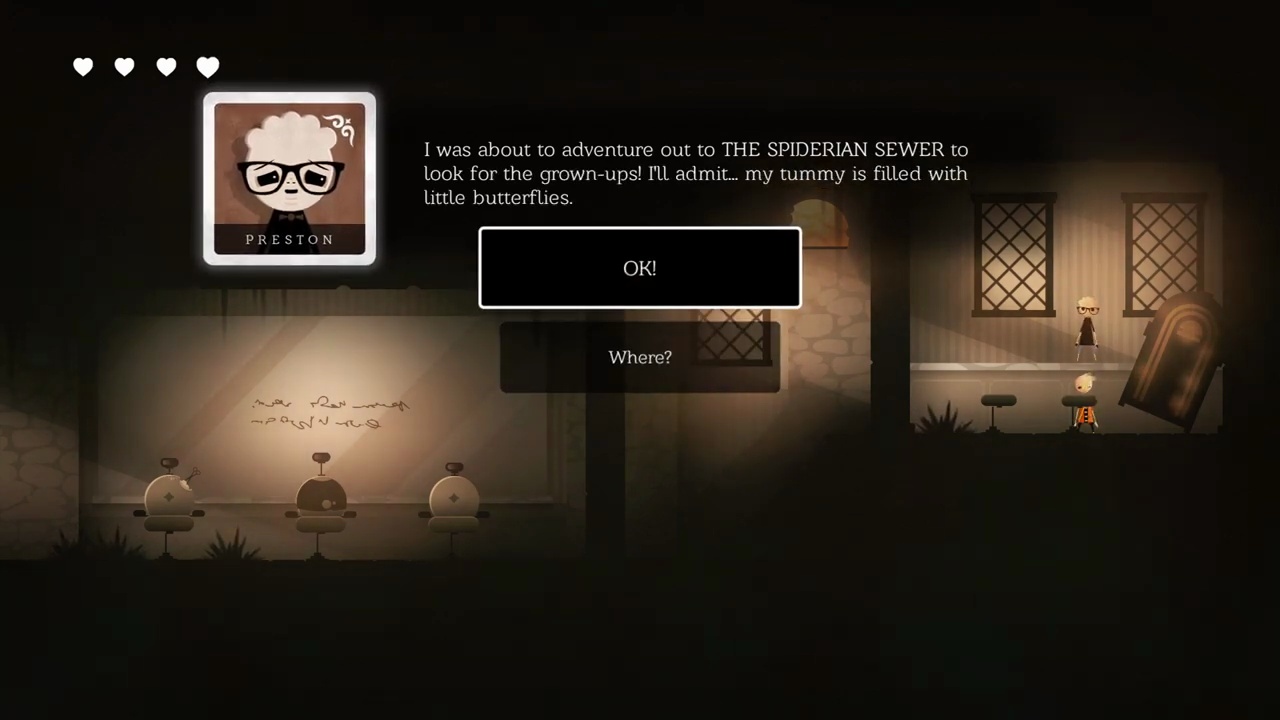 I was about to adventure out to THE SPIDERIAN SEWER to
look for the grown-ups! I'll admit... my tummy is filled with
little butterflies.
PRESTON
OK!
Where?